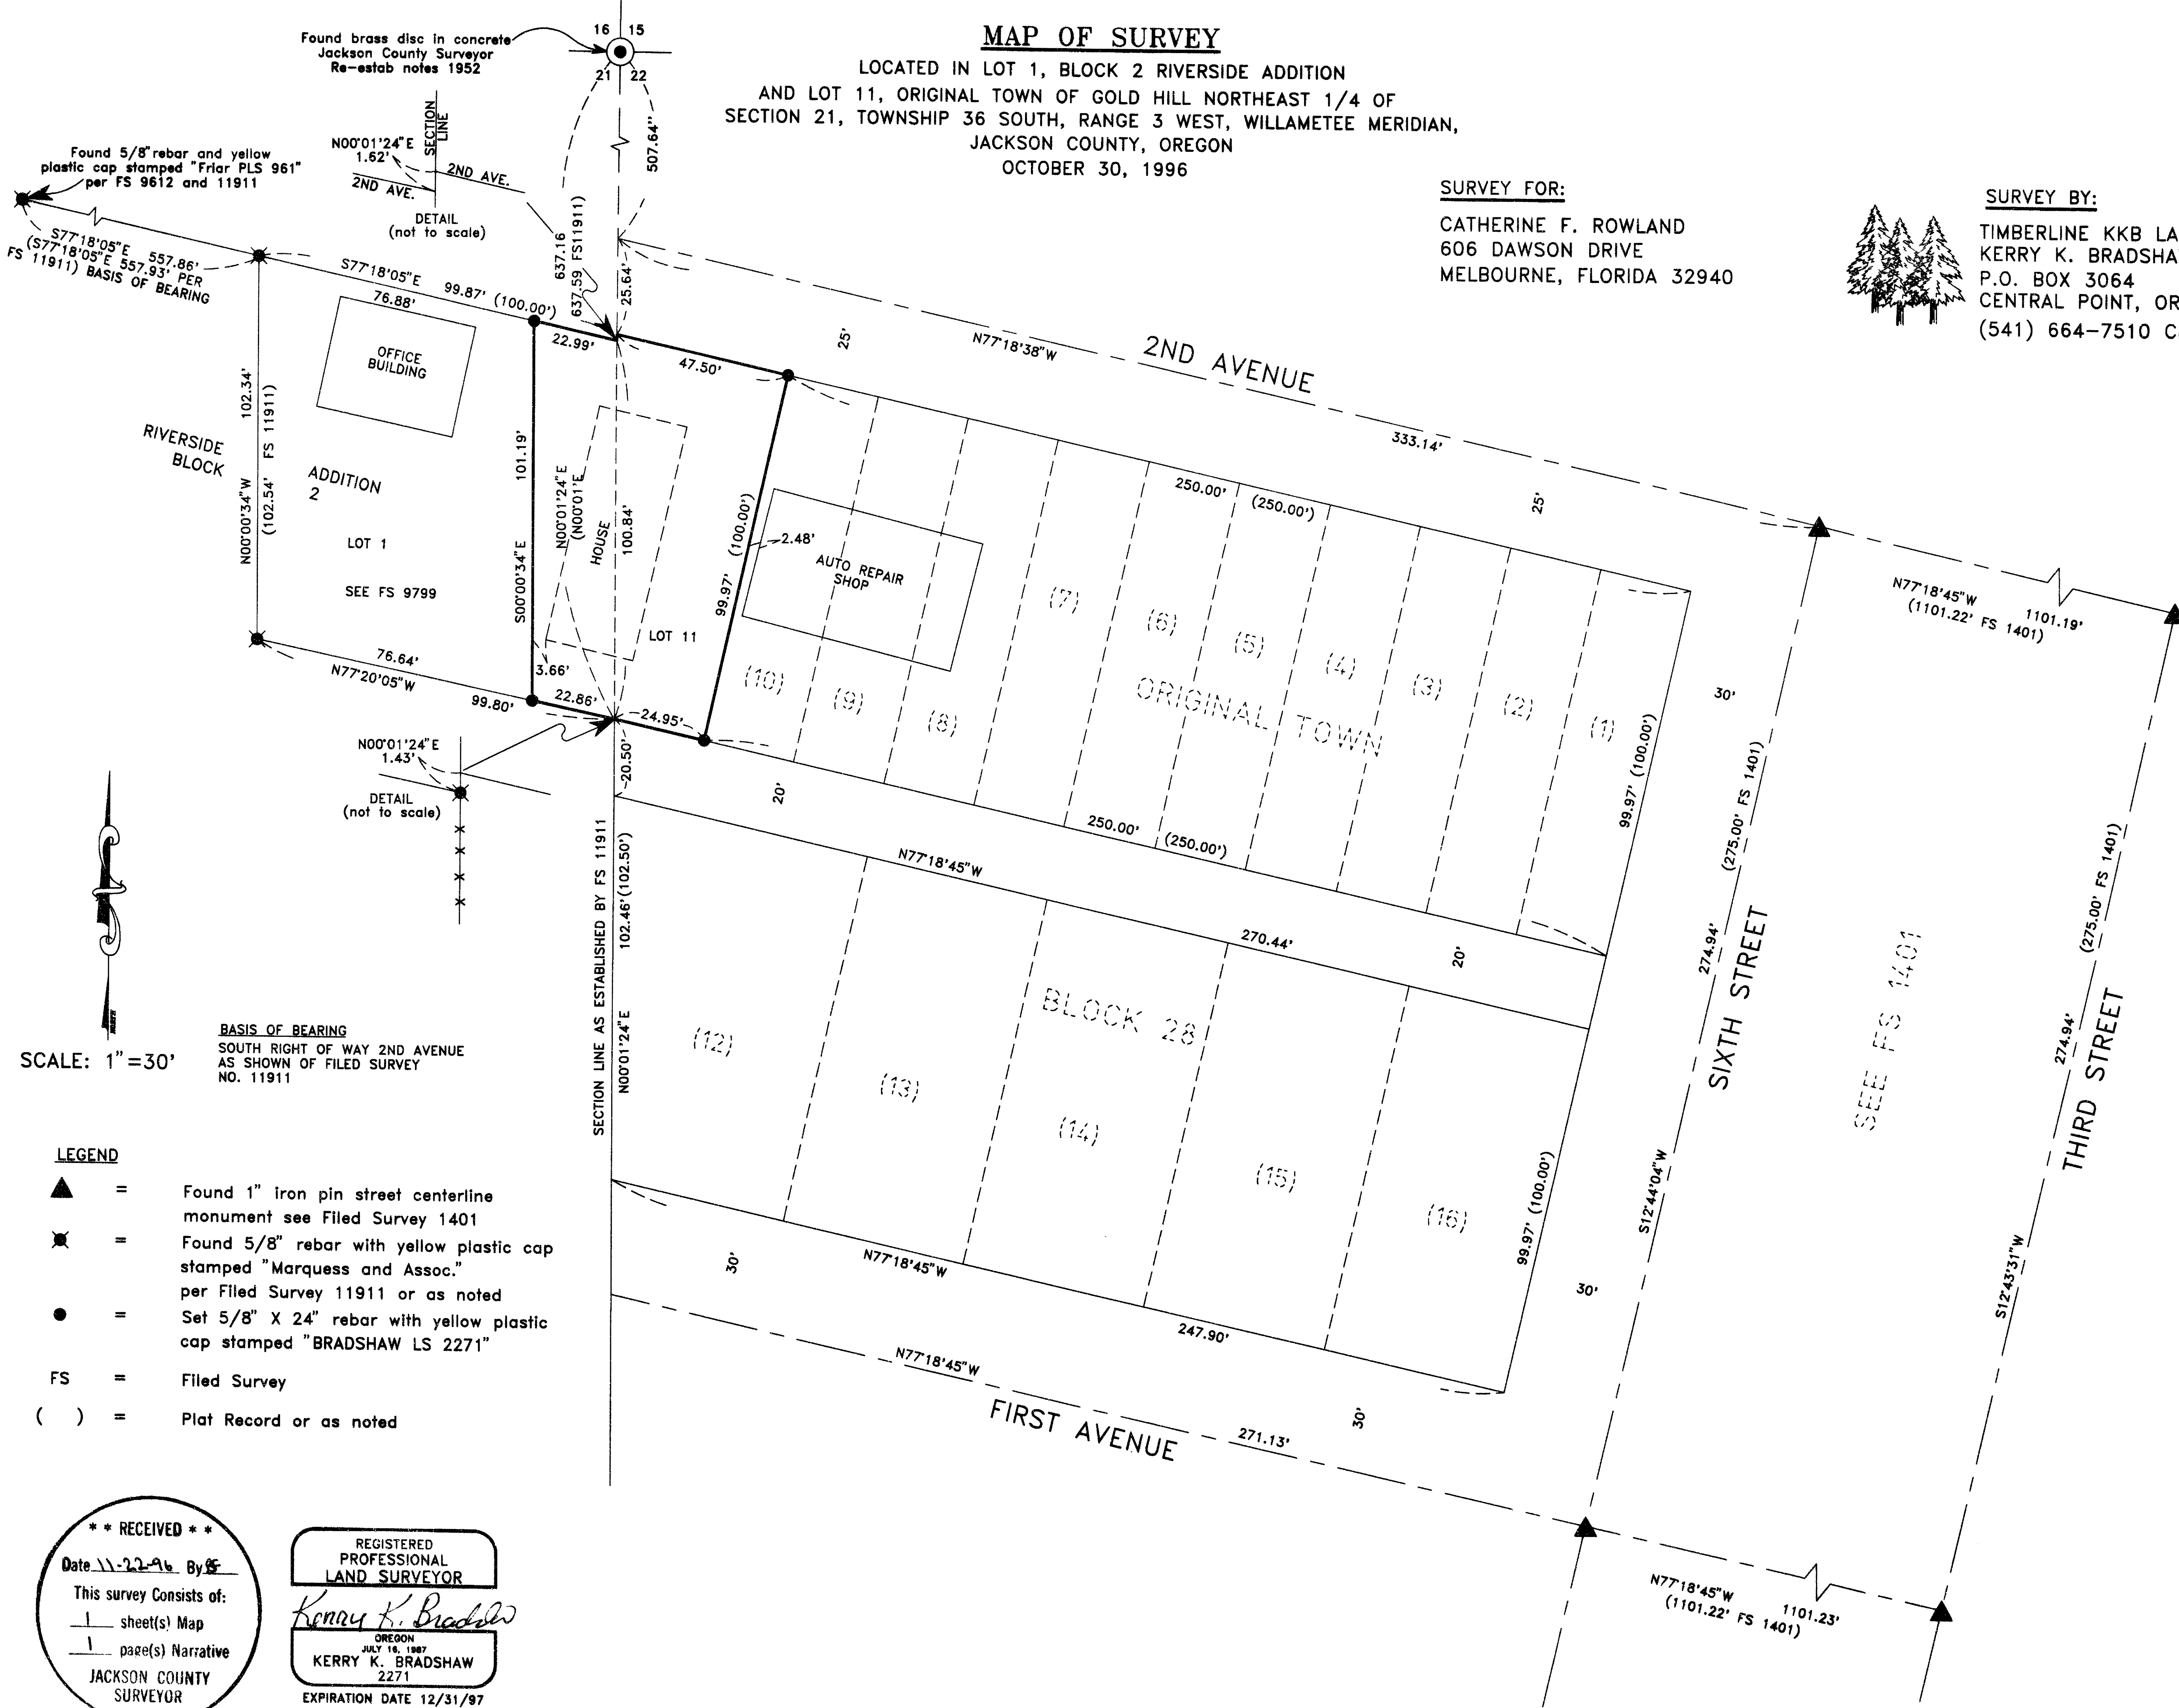 MAP OF SURVEY
LOCATED IN LOT 1, BLOCK 2 RIVERSIDE ADDITION
AND LOT 11, ORIGINAL TOWN OF GOLD HILL NORTHEAST 1/4 OF
SECTION 21, TOWNSHIP 36 SOUTH, RANGE 3 WEST, WILLAMETEE MERIDIAN,
JACKSON COUNTY, OREGON
OCTOBER 30, 1996
SURVEY FOR:
CATHERINE F. ROWLAND
606 DAWSON DRIVE
MELBOURNE, FLORIDA 32940
SURVEY BY:
TIMBERLINE KKB LA
KERRY K. BRADSHA
P.O. BOX 3064
CENTRAL POINT, OR
(541) 664-7510 C
Found brass disc in concrete
Jackson County Surveyor
Re-estab notes 1952
16 15
21 22
SECTION
LINE
N00°01'24"E
1.62'
2ND AVE.
2ND AVE.
DETAIL
(not to scale)
Found 5/8" rebar and yellow
plastic cap stamped "Friar PLS 961"
per FS 9612 and 11911
S77°18'05"E 557.86'
(S77°18'05"E 557.93' PER
FS 11911) BASIS OF BEARING
507.64"
637.16
637.59 FS11911)
25.64'
S77°18'05"E 99.87' (100.00')
76.88'
22.99'
47.50'
25'
N77°18'38"W
2ND AVENUE
333.14'
25'
OFFICE
BUILDING
102.34'
(102.54' FS 11911)
N00°00'34"W
RIVERSIDE
BLOCK
ADDITION
2
LOT 1
SEE FS 9799
101.19'
S00°00'34"E
N00°01'24"E
(N00°01'E)
HOUSE
100.84'
LOT 11
99.97' (100.00')
2.48'
AUTO REPAIR
SHOP
250.00' (250.00')
(10)
(9)
(8)
(7)
(6)
(5)
(4)
(3)
(2)
(1)
ORIGINAL TOWN
99.97' (100.00')
30'
N77°18'45"W 1101.19'
(1101.22' FS 1401)
3.66'
76.64'
N77°20'05"W
99.80'
22.86'
24.95'
20.50'
N00°01'24"E
1.43'
DETAIL
(not to scale)
20'
250.00' (250.00')
N77°18'45"W
270.44'
20'
SECTION LINE AS ESTABLISHED BY FS 11911
N00°01'24"E 102.46'(102.50')
BLOCK 28
(12)
(13)
(14)
(15)
(16)
99.97' (100.00')
30'
274.94' (275.00' FS 1401)
SIXTH STREET
S12°44'04"W
SEE FS 1401
274.94' (275.00' FS 1401)
THIRD STREET
S12°43'31"W
30'
N77°18'45"W
247.90'
N77°18'45"W
FIRST AVENUE
271.13'
30'
N77°18'45"W 1101.23'
(1101.22' FS 1401)
NORTH
SCALE: 1"=30'
BASIS OF BEARING
SOUTH RIGHT OF WAY 2ND AVENUE
AS SHOWN OF FILED SURVEY
NO. 11911
LEGEND
= Found 1" iron pin street centerline
monument see Filed Survey 1401
= Found 5/8" rebar with yellow plastic cap
stamped "Marquess and Assoc."
per Filed Survey 11911 or as noted
= Set 5/8" X 24" rebar with yellow plastic
cap stamped "BRADSHAW LS 2271"
FS = Filed Survey
( ) = Plat Record or as noted
* * RECEIVED * *
Date 11-22-96 By
This survey Consists of:
1 sheet(s) Map
1 page(s) Narrative
JACKSON COUNTY
SURVEYOR
REGISTERED
PROFESSIONAL
LAND SURVEYOR
Kerry K. Bradshaw
OREGON
JULY 16, 1987
KERRY K. BRADSHAW
2271
EXPIRATION DATE 12/31/97